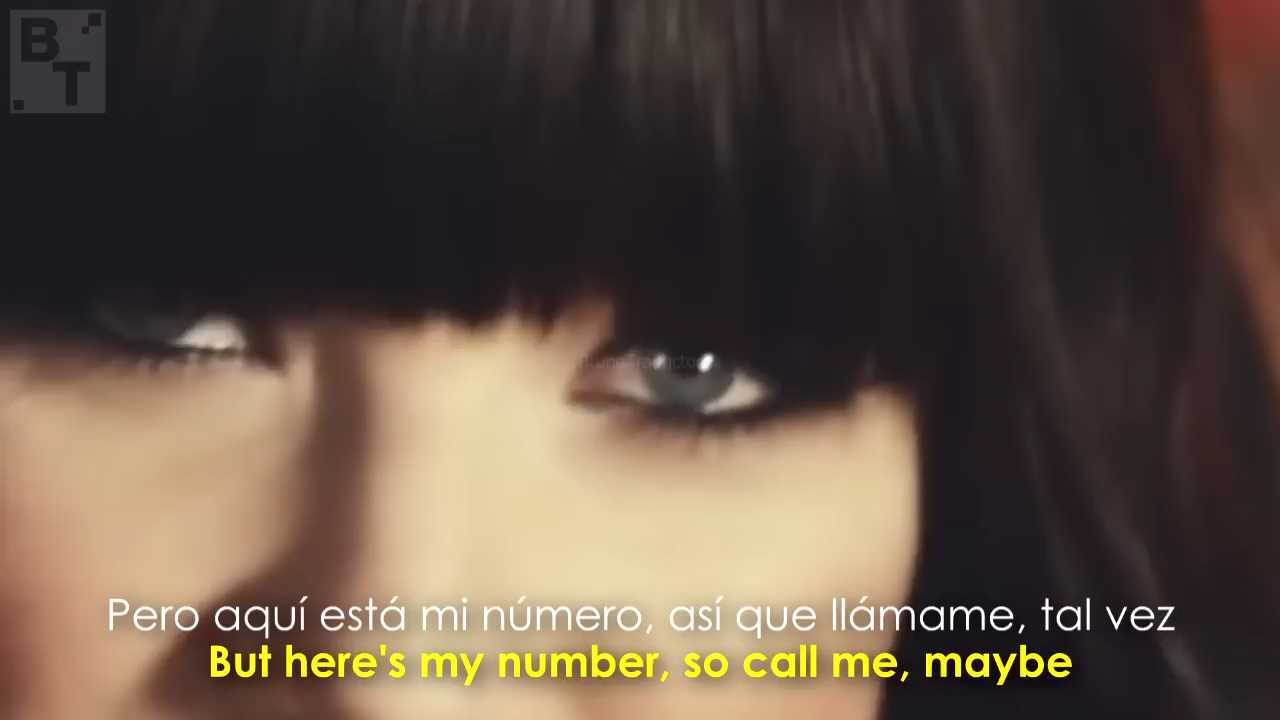 B
T
Pero aquí está mi número, así que llámame, tal vez
But here's my number, so call me, maybe